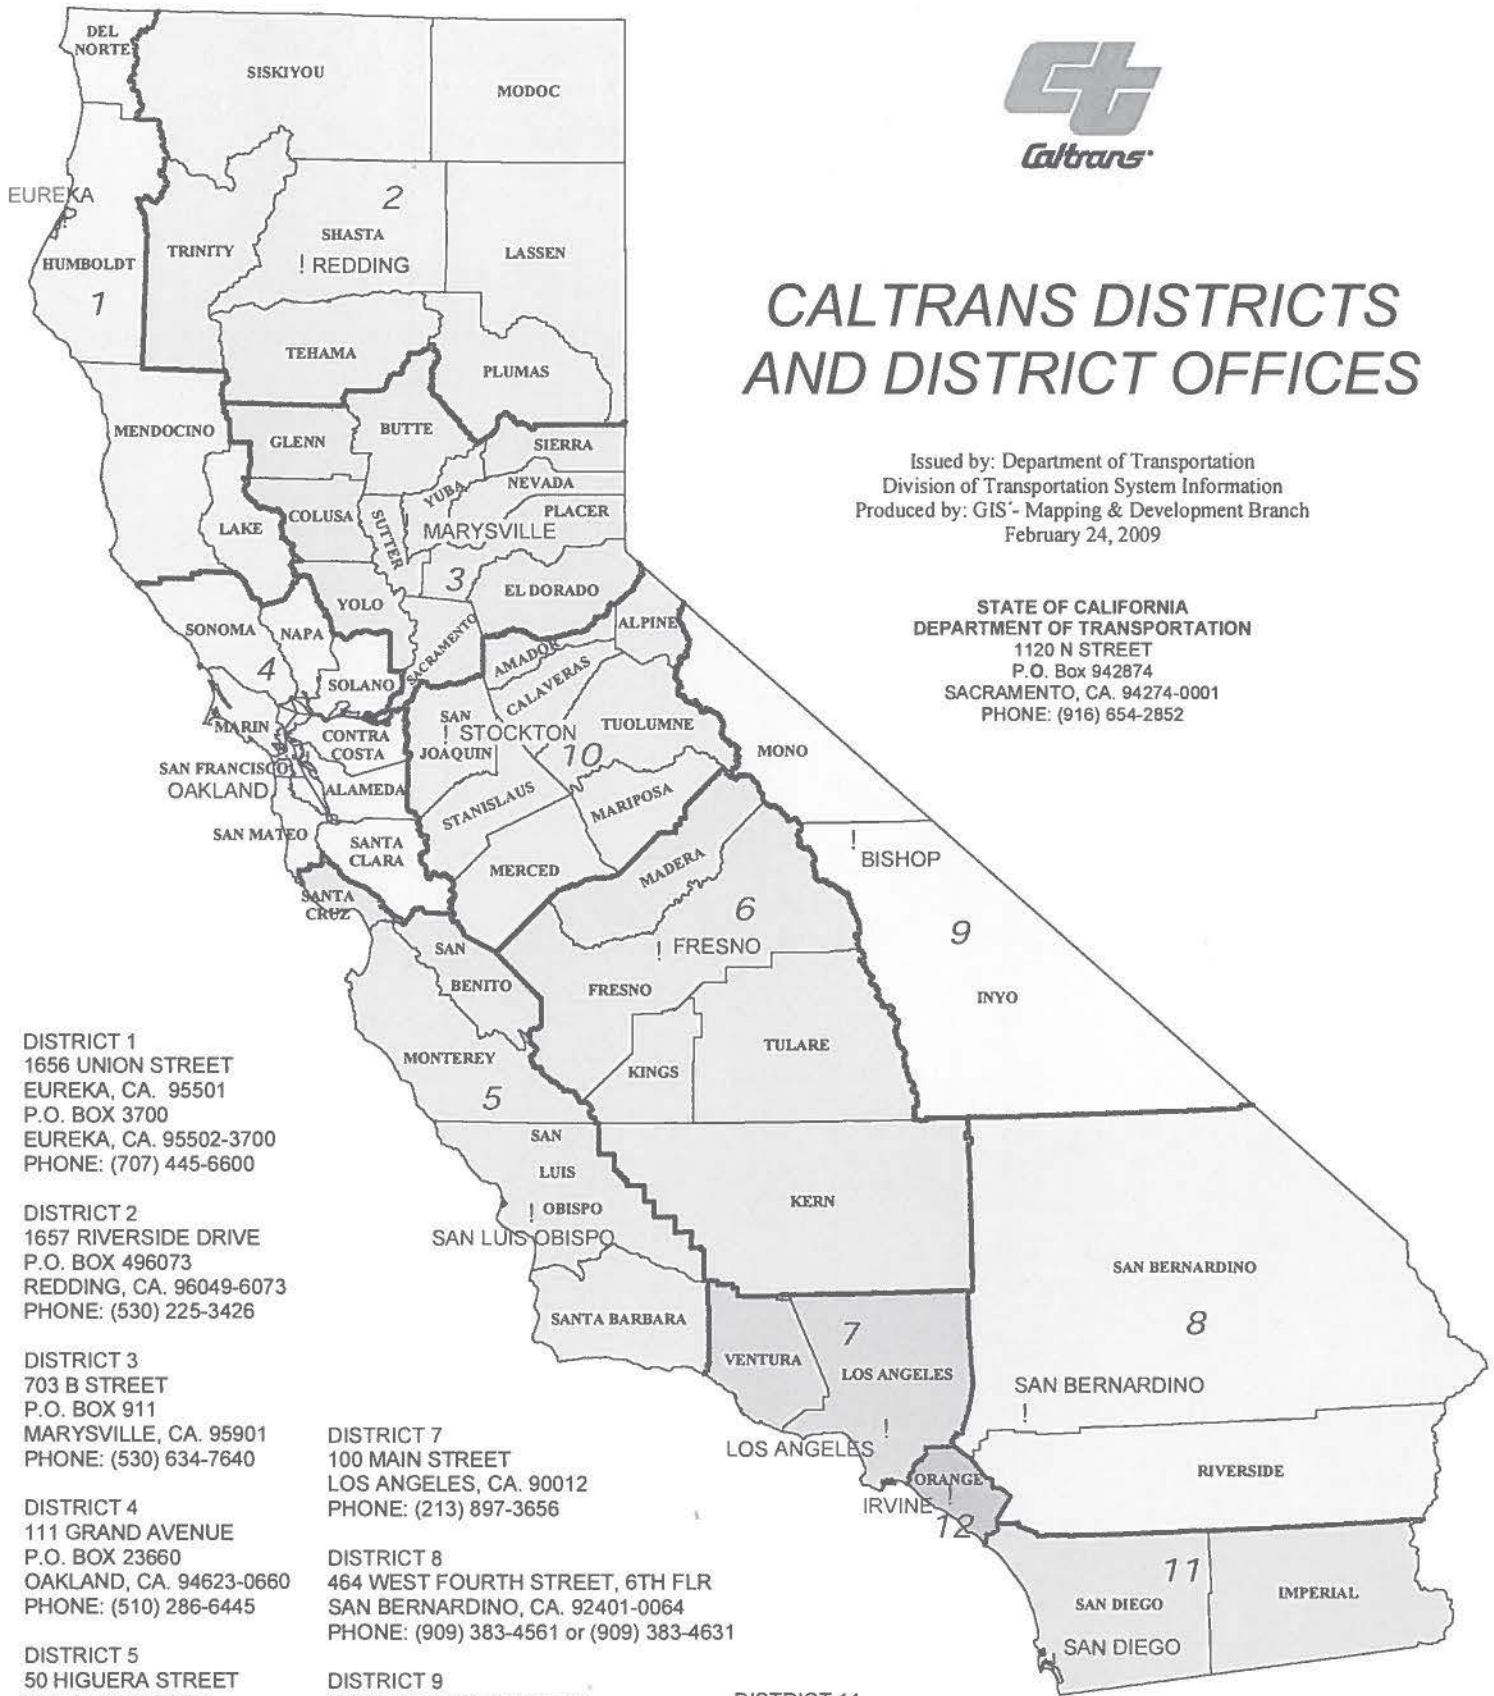 Caltrans
CALTRANS DISTRICTS
AND DISTRICT OFFICES
Issued by: Department of Transportation
Division of Transportation System Information
Produced by: GIS - Mapping & Development Branch
February 24, 2009
STATE OF CALIFORNIA
DEPARTMENT OF TRANSPORTATION
1120 N STREET
P.O. Box 942874
SACRAMENTO, CA. 94274-0001
PHONE: (916) 654-2852
DEL
NORTE
SISKIYOU
MODOC
EUREKA
HUMBOLDT
1
TRINITY
2
SHASTA
! REDDING
LASSEN
TEHAMA
PLUMAS
MENDOCINO
GLENN
BUTTE
SIERRA
LAKE
COLUSA
SUTTER
YUBA
NEVADA
PLACER
MARYSVILLE
3
EL DORADO
YOLO
SACRAMENTO
SONOMA
NAPA
4
SOLANO
MARIN
CONTRA
COSTA
SAN FRANCISCO
OAKLAND
ALAMEDA
SAN MATEO
SANTA
CLARA
SANTA
CRUZ
ALPINE
AMADOR
CALAVERAS
SAN
JOAQUIN
! STOCKTON
10
TUOLUMNE
STANISLAUS
MARIPOSA
MERCED
MONO
MADERA
6
! FRESNO
FRESNO
!
BISHOP
9
INYO
SAN
BENITO
MONTEREY
5
KINGS
TULARE
SAN
LUIS
! OBISPO
SAN LUIS OBISPO
KERN
SANTA BARBARA
VENTURA
7
LOS ANGELES
!
LOS ANGELES
SAN BERNARDINO
8
SAN BERNARDINO
!
RIVERSIDE
ORANGE
!
IRVINE
12
11
SAN DIEGO
!
SAN DIEGO
IMPERIAL
DISTRICT 1
1656 UNION STREET
EUREKA, CA. 95501
P.O. BOX 3700
EUREKA, CA. 95502-3700
PHONE: (707) 445-6600
DISTRICT 2
1657 RIVERSIDE DRIVE
P.O. BOX 496073
REDDING, CA. 96049-6073
PHONE: (530) 225-3426
DISTRICT 3
703 B STREET
P.O. BOX 911
MARYSVILLE, CA. 95901
PHONE: (530) 634-7640
DISTRICT 4
111 GRAND AVENUE
P.O. BOX 23660
OAKLAND, CA. 94623-0660
PHONE: (510) 286-6445
DISTRICT 5
50 HIGUERA STREET
DISTRICT 7
100 MAIN STREET
LOS ANGELES, CA. 90012
PHONE: (213) 897-3656
DISTRICT 8
464 WEST FOURTH STREET, 6TH FLR
SAN BERNARDINO, CA. 92401-0064
PHONE: (909) 383-4561 or (909) 383-4631
DISTRICT 9
DISTRICT 11